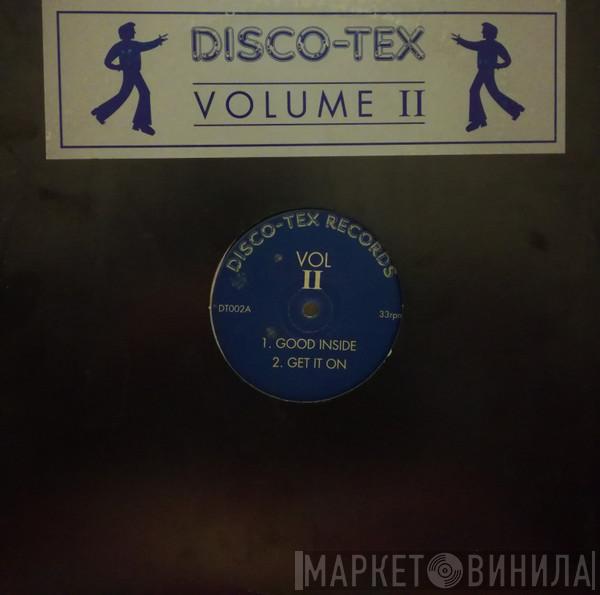 DISCO-TEX
VOLUME II
DISCO-TEX RECORDS
VOL
II
DT002A
33rpm
1. GOOD INSIDE
2. GET IT ON
МАРКЕТ ВИНИЛА